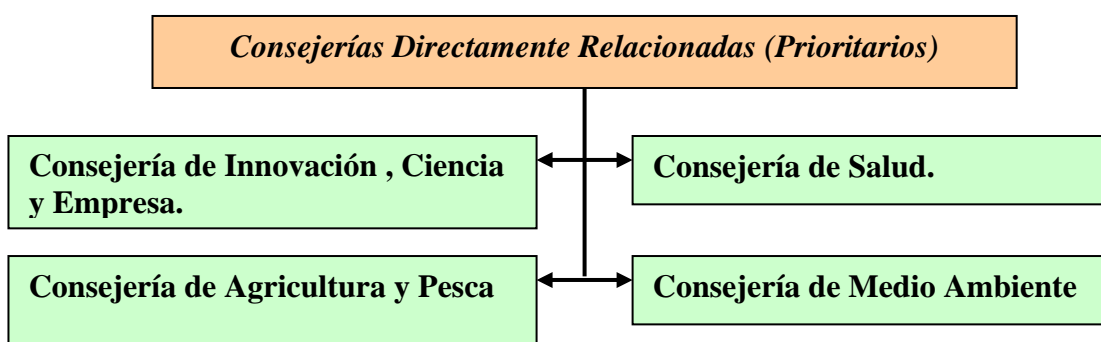 Consejerías Directamente Relacionadas (Prioritarios)
Consejería de Innovación , Ciencia
y Empresa.
Consejería de Salud.
Consejería de Agricultura y Pesca
Consejería de Medio Ambiente